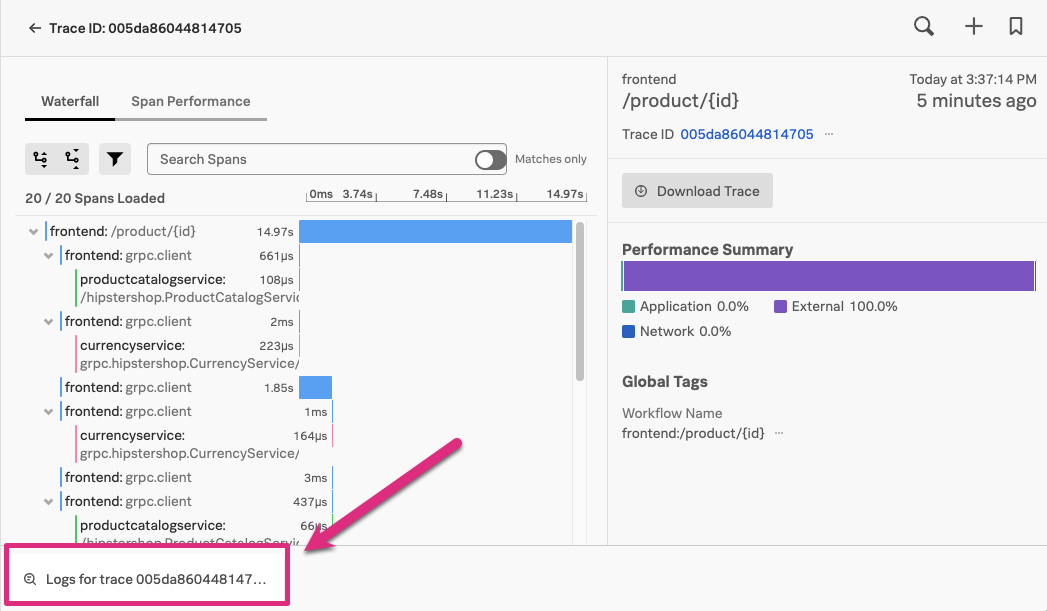 Trace ID: 005da86044814705
Waterfall
Span Performance
Search Spans
Matches only
20 / 20 Spans Loaded
0ms 3.74s 7.48s 11.23s 14.97s
frontend: /product/{id} 14.97s
frontend: grpc.client 661µs
productcatalogservice: 108µs
/hipstershop.ProductCatalogServic
frontend: grpc.client 2ms
currencyservice: 223µs
grpc.hipstershop.CurrencyService/
frontend: grpc.client 1.85s
frontend: grpc.client 1ms
currencyservice: 164µs
grpc.hipstershop.CurrencyService/
frontend: grpc.client 3ms
frontend: grpc.client 437µs
productcatalogservice: 66µs
/hipstershop.ProductCatalogServic
Logs for trace 005da860448147...
frontend
Today at 3:37:14 PM
/product/{id}
5 minutes ago
Trace ID 005da86044814705 ...
Download Trace
Performance Summary
Application 0.0% External 100.0%
Network 0.0%
Global Tags
Workflow Name
frontend:/product/{id} ...